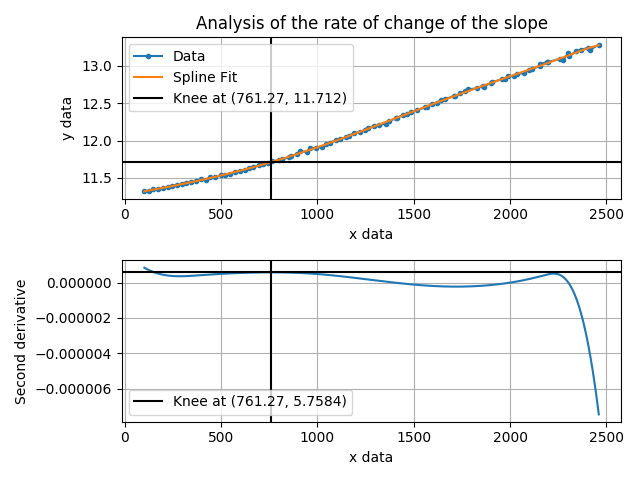 Analysis of the rate of change of the slope
Data
Spline Fit
Knee at (761.27, 11.712)
13.0
12.5
12.0
11.5
y data
0 500 1000 1500 2000 2500
x data
0.000000
−0.000002
−0.000004
−0.000006
Second derivative
Knee at (761.27, 5.7584)
0 500 1000 1500 2000 2500
x data